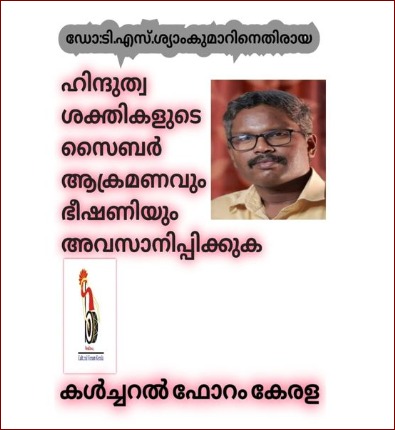 ഡോ:ടി.എസ്.ശ്യാംകുമാറിനെതിരായ
ഹിന്ദുത്വ
ശക്തികളുടെ
സൈബർ
ആക്രമണവും
ഭീഷണിയും
അവസാനിപ്പിക്കുക
കൾച്ചറൽ ഫോറം കേരള